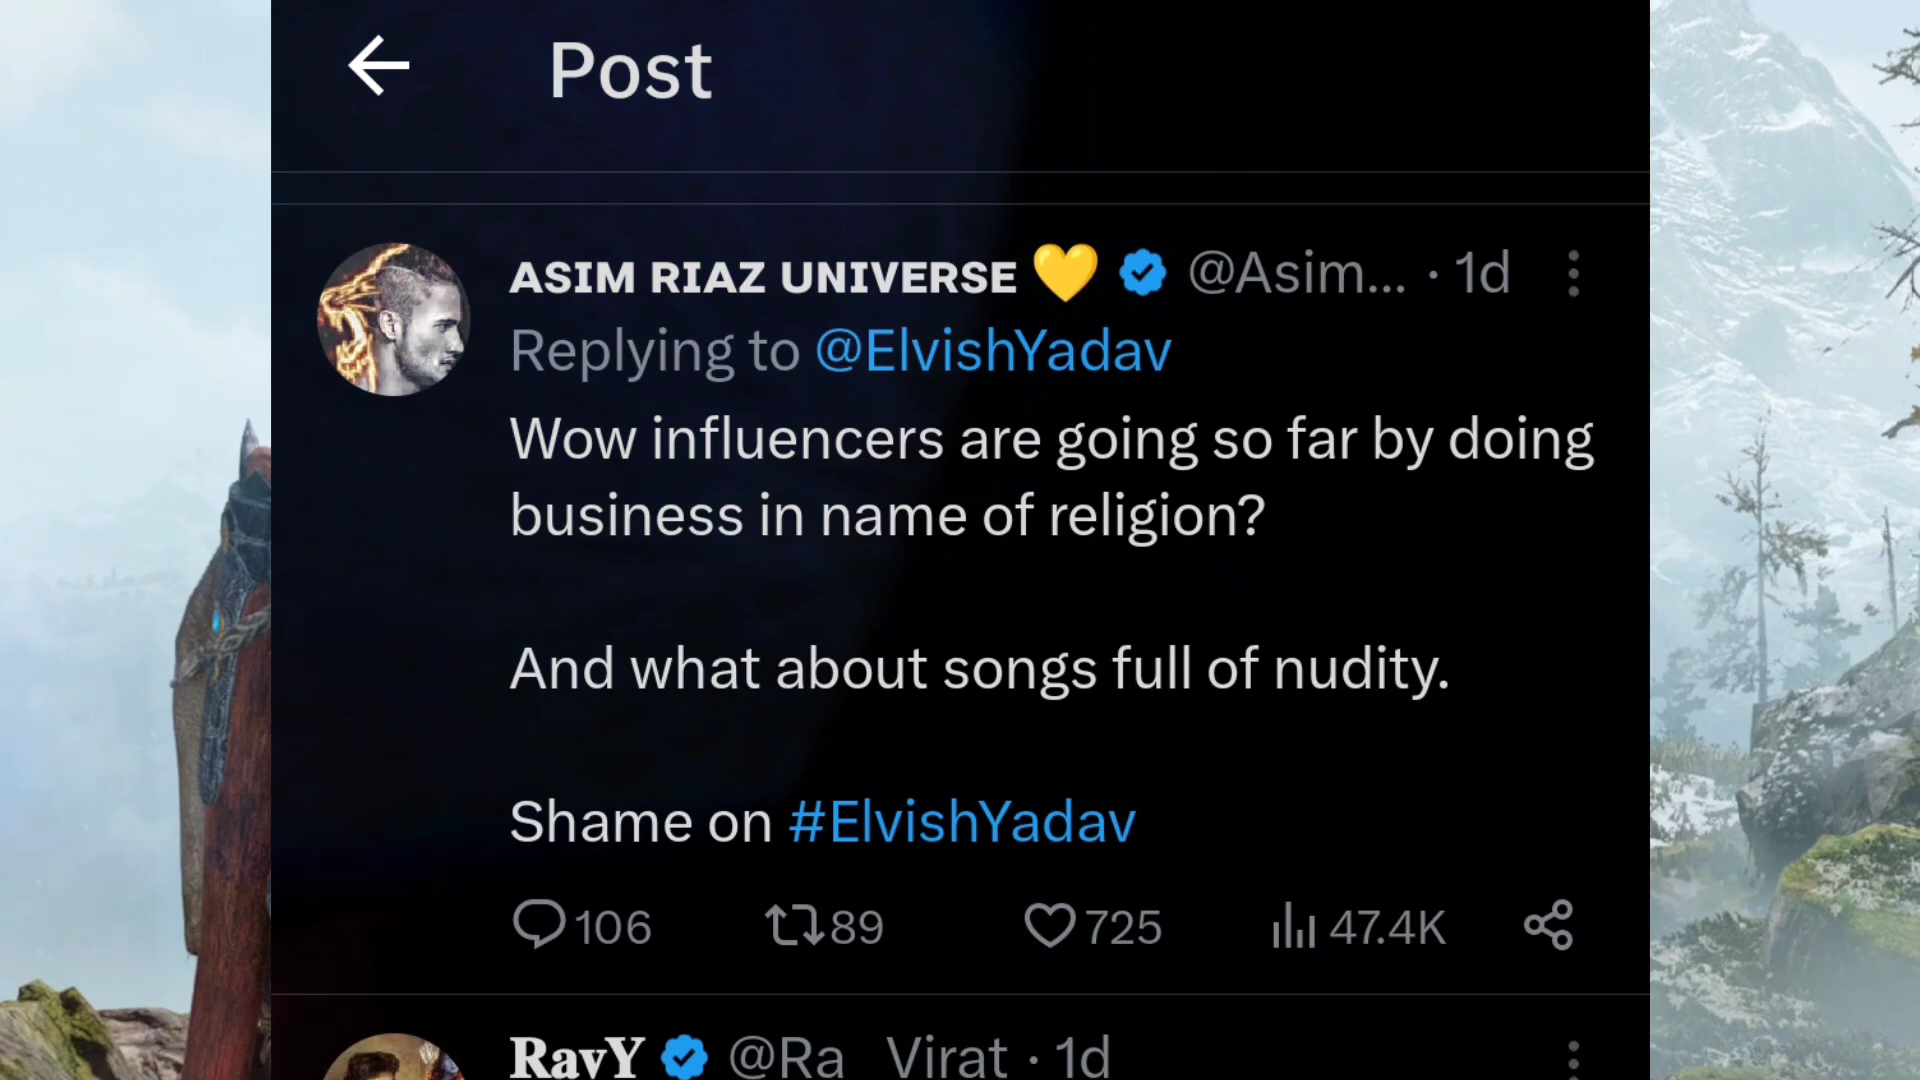 Post
ASIM RIAZ UNIVERSE 💛 @Asim... · 1d
Replying to @ElvishYadav
Wow influencers are going so far by doing
business in name of religion?
And what about songs full of nudity.
Shame on #ElvishYadav
106 89 725 47.4K
RavY @Ra Virat · 1d